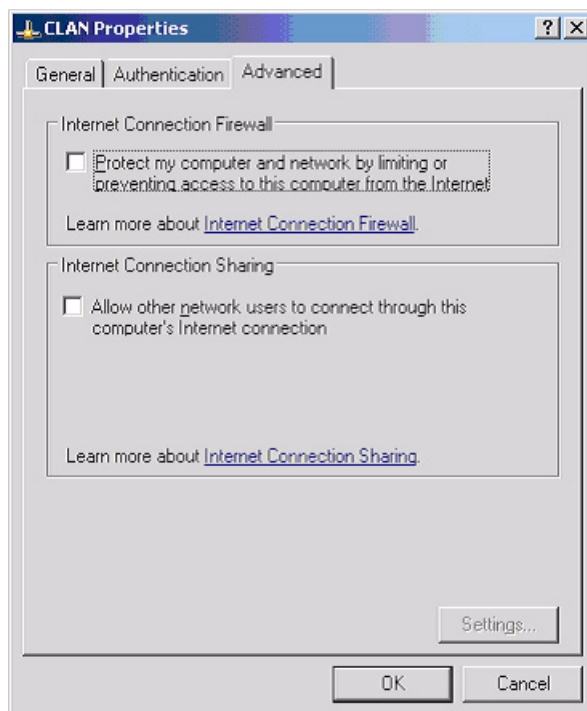 CLAN Properties
General Authentication Advanced
Internet Connection Firewall
Protect my computer and network by limiting or
preventing access to this computer from the Internet
Learn more about Internet Connection Firewall.
Internet Connection Sharing
Allow other network users to connect through this
computer's Internet connection
Learn more about Internet Connection Sharing.
Settings...
OK Cancel